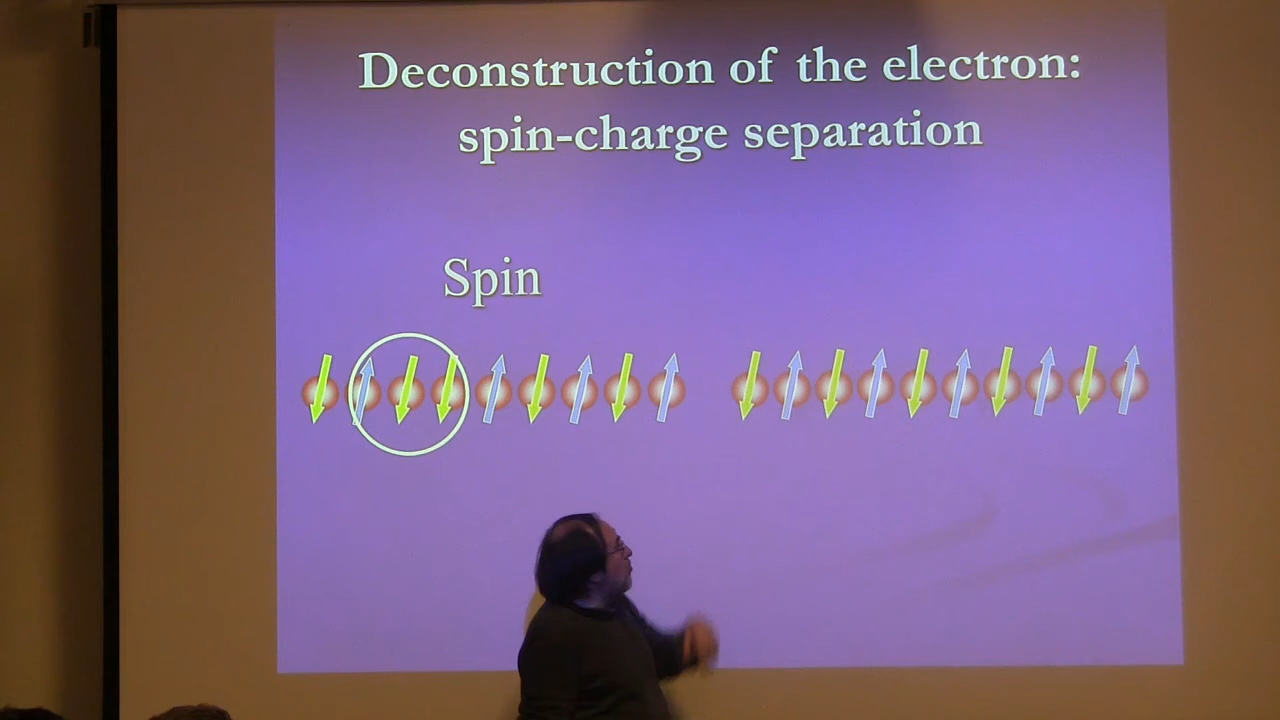 Deconstruction of the electron:
spin-charge separation
Spin